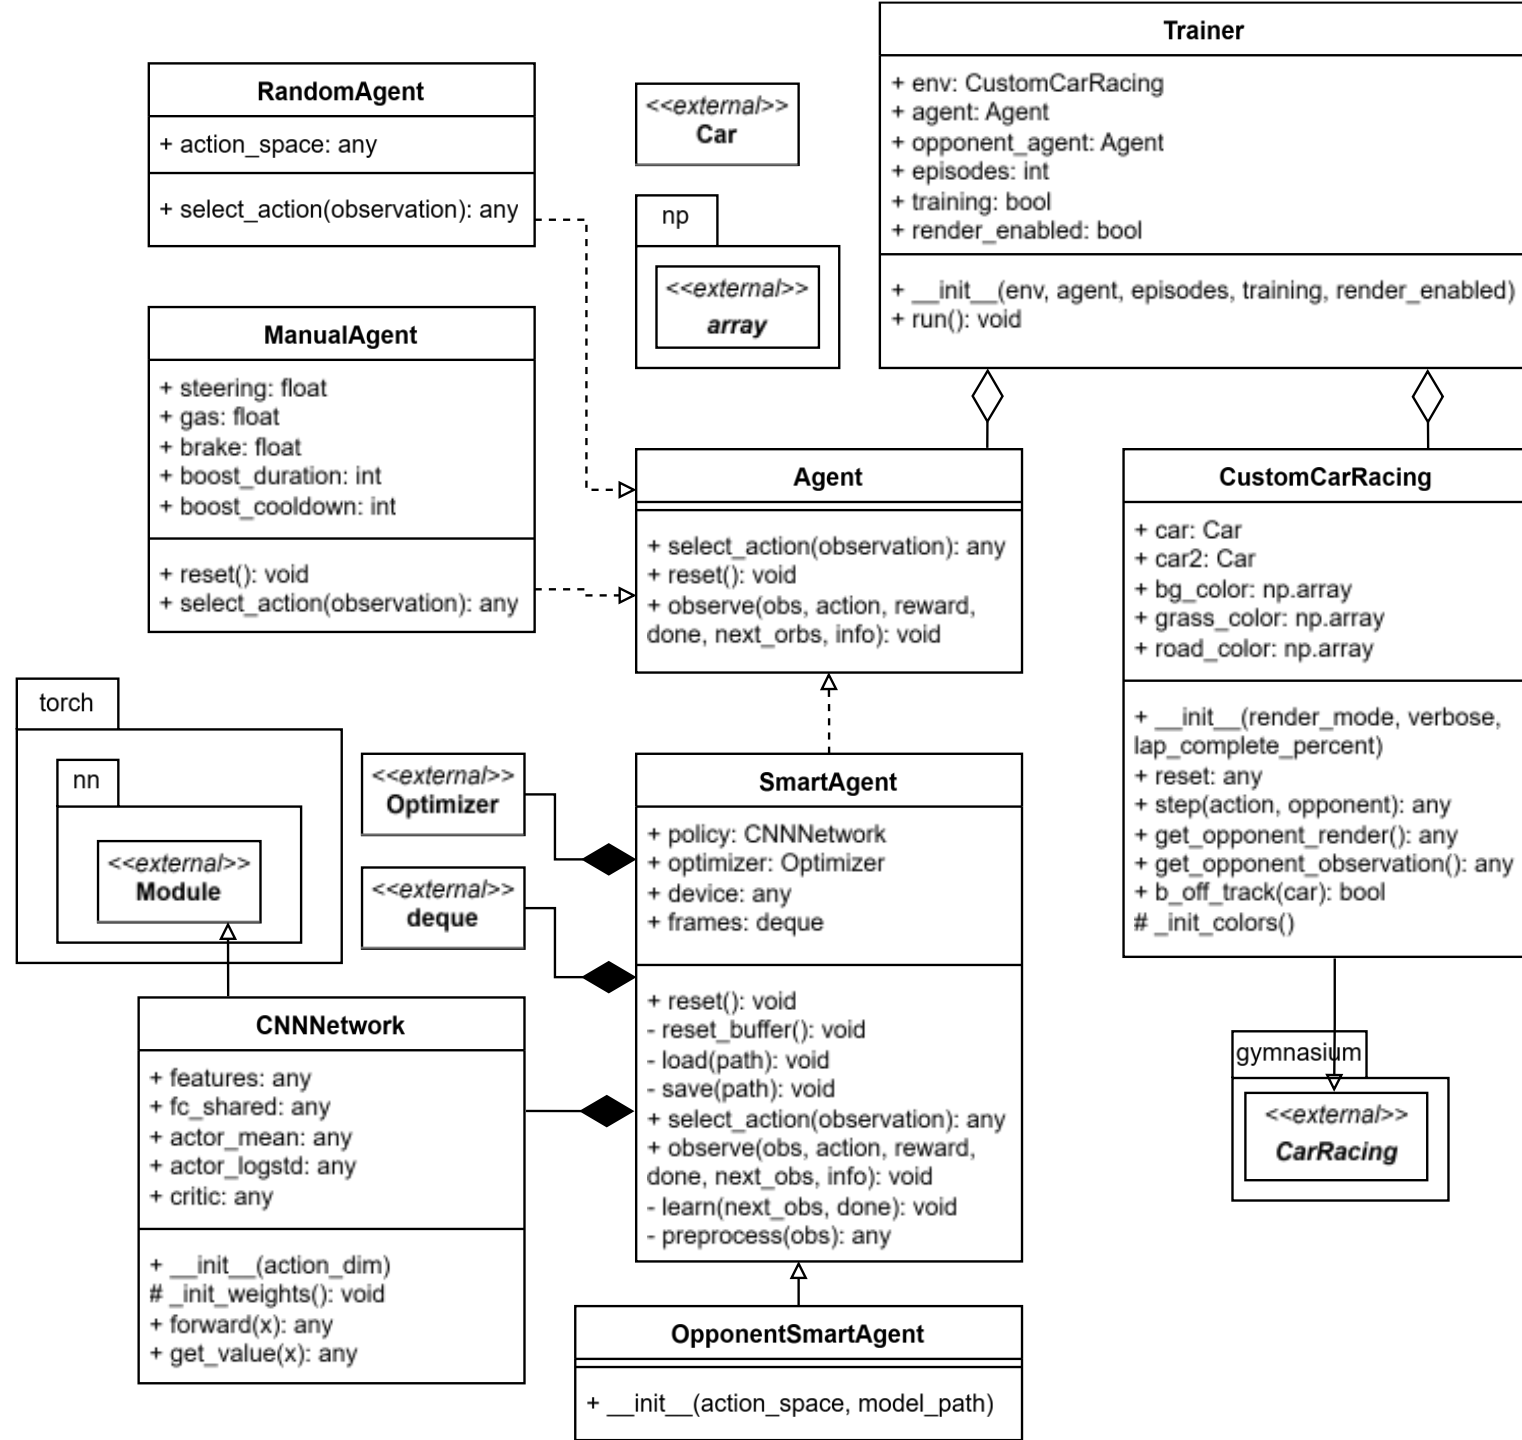 Trainer
+ env: CustomCarRacing
+ agent: Agent
+ opponent_agent: Agent
+ episodes: int
+ training: bool
+ render_enabled: bool
+ __init__(env, agent, episodes, training, render_enabled)
+ run(): void
RandomAgent
+ action_space: any
+ select_action(observation): any
<<external>>
Car
np
<<external>>
array
ManualAgent
+ steering: float
+ gas: float
+ brake: float
+ boost_duration: int
+ boost_cooldown: int
+ reset(): void
+ select_action(observation): any
Agent
+ select_action(observation): any
+ reset(): void
+ observe(obs, action, reward,
done, next_orbs, info): void
CustomCarRacing
+ car: Car
+ car2: Car
+ bg_color: np.array
+ grass_color: np.array
+ road_color: np.array
+ __init__(render_mode, verbose,
lap_complete_percent)
+ reset: any
+ step(action, opponent): any
+ get_opponent_render(): any
+ get_opponent_observation(): any
+ b_off_track(car): bool
# _init_colors()
torch
nn
<<external>>
Module
<<external>>
Optimizer
<<external>>
deque
SmartAgent
+ policy: CNNNetwork
+ optimizer: Optimizer
+ device: any
+ frames: deque
+ reset(): void
- reset_buffer(): void
- load(path): void
- save(path): void
+ select_action(observation): any
+ observe(obs, action, reward,
done, next_obs, info): void
- learn(next_obs, done): void
- preprocess(obs): any
CNNNetwork
+ features: any
+ fc_shared: any
+ actor_mean: any
+ actor_logstd: any
+ critic: any
+ __init__(action_dim)
# _init_weights(): void
+ forward(x): any
+ get_value(x): any
gymnasium
<<external>>
CarRacing
OpponentSmartAgent
+ __init__(action_space, model_path)